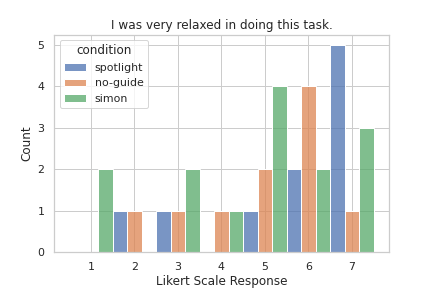 I was very relaxed in doing this task.
condition
spotlight
no-guide
simon
5
4
3
2
1
0
Count
1 2 3 4 5 6 7
Likert Scale Response